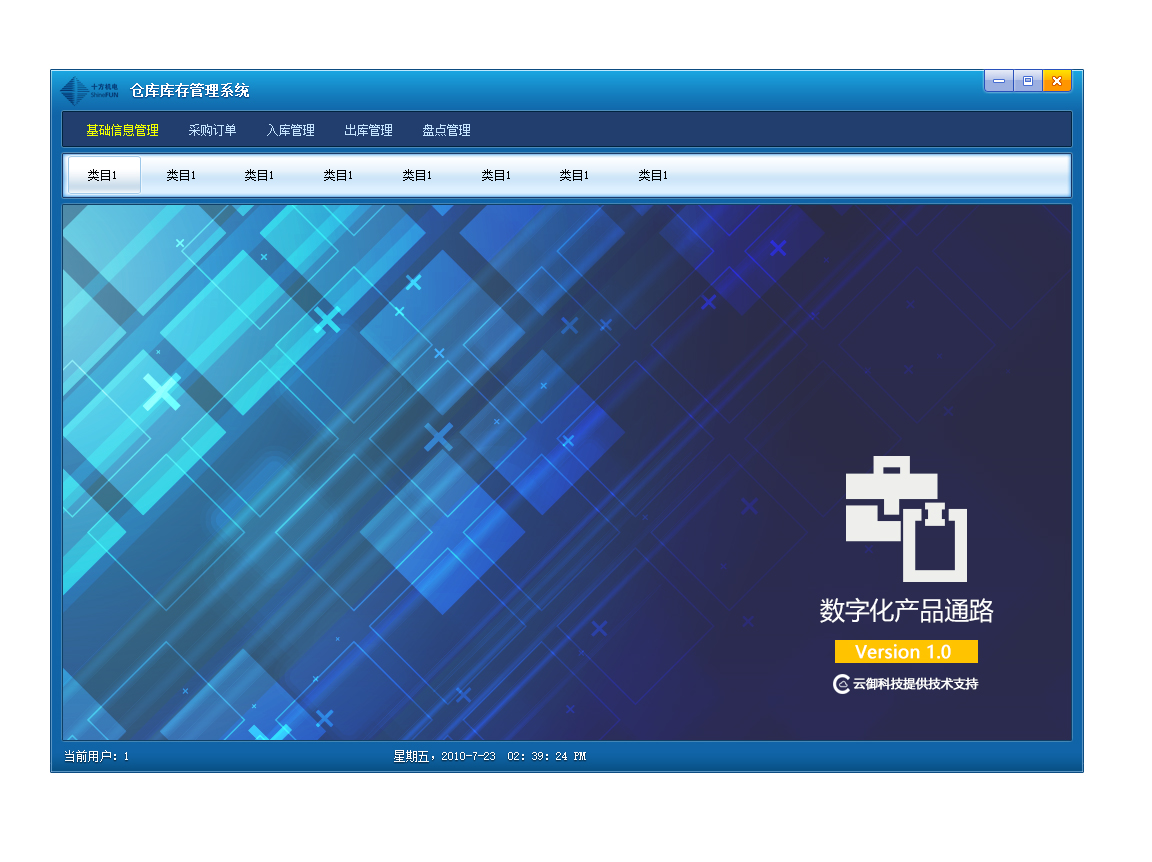 十方机电
ShineFUN
仓库库存管理系统
基础信息管理 采购订单 入库管理 出库管理 盘点管理
类目1 类目1 类目1 类目1 类目1 类目1 类目1 类目1
数字化产品通路
Version 1.0
云御科技提供技术支持
当前用户: 1 星期五, 2010-7-23 02: 39: 24 PM